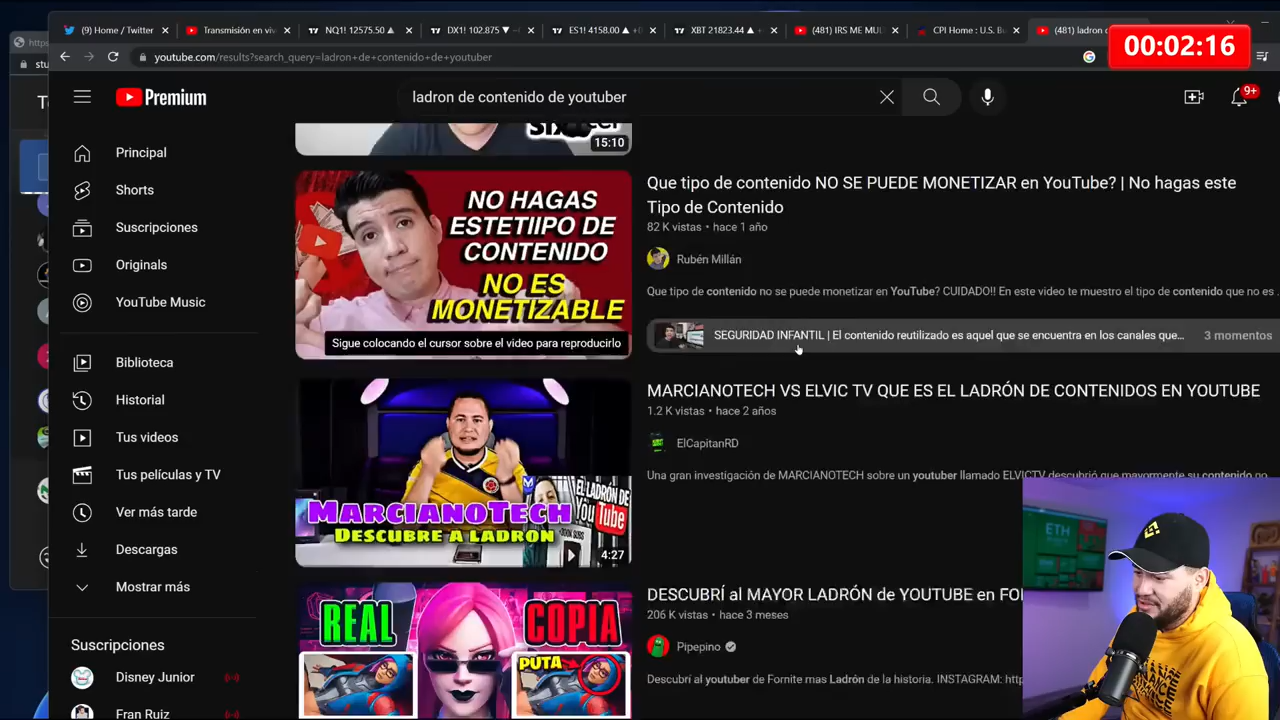 (9) Home / Twitter
Transmisión en viv
NQ1! 12575.50
DX1! 102.875
ES1! 4158.00
XBT 21823.44
(481) IRS ME MU
CPI Home : U.S. B
(481) ladron
00:02:16
youtube.com/results?search_query=ladron+de+contenido+de+youtuber
Premium
ladron de contenido de youtuber
9+
Principal
Shorts
Suscripciones
Originals
YouTube Music
Biblioteca
Historial
Tus videos
Tus películas y TV
Ver más tarde
Descargas
Mostrar más
Suscripciones
Disney Junior
Fran Ruiz
15:10
NO HAGAS
ESTETIIPO DE
CONTENIDO
NO ES
MONETIZABLE
Sigue colocando el cursor sobre el video para reproducirlo
Que tipo de contenido NO SE PUEDE MONETIZAR en YouTube? | No hagas este
Tipo de Contenido
82 K vistas • hace 1 año
Rubén Millán
Que tipo de contenido no se puede monetizar en YouTube? CUIDADO!! En este video te muestro el tipo de contenido que no es
SEGURIDAD INFANTIL | El contenido reutilizado es aquel que se encuentra en los canales que...
3 momentos
EL LADRÓN DE
YouTube
MARCIANOTECH
DESCUBRE A LADRON
4:27
MARCIANOTECH VS ELVIC TV QUE ES EL LADRÓN DE CONTENIDOS EN YOUTUBE
1.2 K vistas • hace 2 años
ElCapitanRD
Una gran investigación de MARCIANOTECH sobre un youtuber llamado ELVICTV descubrió que mayormente su contenido no
REAL
COPIA
PUTA
DESCUBRÍ al MAYOR LADRÓN de YOUTUBE en FO
206 K vistas • hace 3 meses
Pipepino
Descubrí al youtuber de Fornite mas Ladrón de la historia. INSTAGRAM: http
ETH